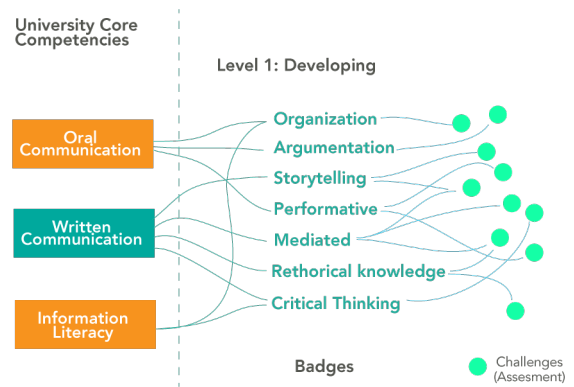 University Core
Competencies
Level 1: Developing
Oral
Communication
Written
Communication
Information
Literacy
Organization
Argumentation
Storytelling
Performative
Mediated
Rethorical knowledge
Critical Thinking
Badges
Challenges
(Assesment)